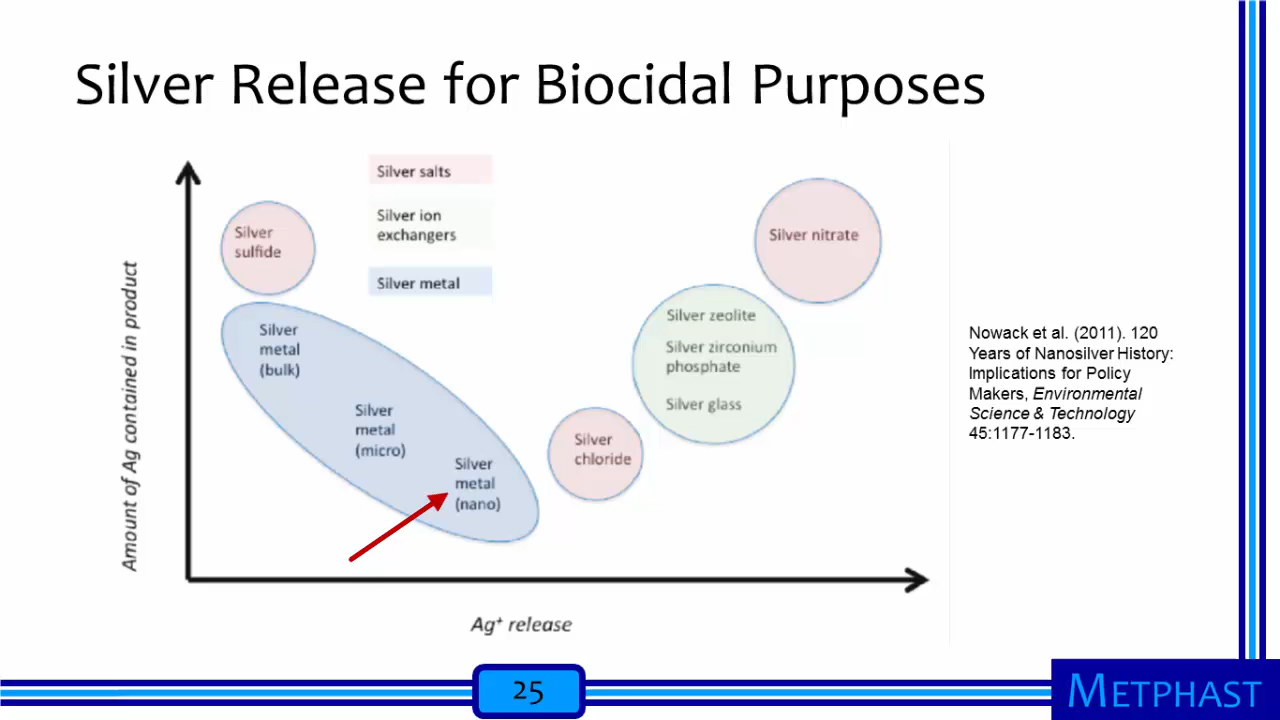 Silver Release for Biocidal Purposes
Silver salts
Silver ion
exchangers
Silver metal
Silver
sulfide
Silver nitrate
Silver
metal
(bulk)
Silver
metal
(micro)
Silver
metal
(nano)
Silver
chloride
Silver zeolite
Silver zirconium
phosphate
Silver glass
Amount of Ag contained in product
Ag⁺ release
Nowack et al. (2011). 120
Years of Nanosilver History:
Implications for Policy
Makers, Environmental
Science & Technology
45:1177-1183.
25
METPHAST